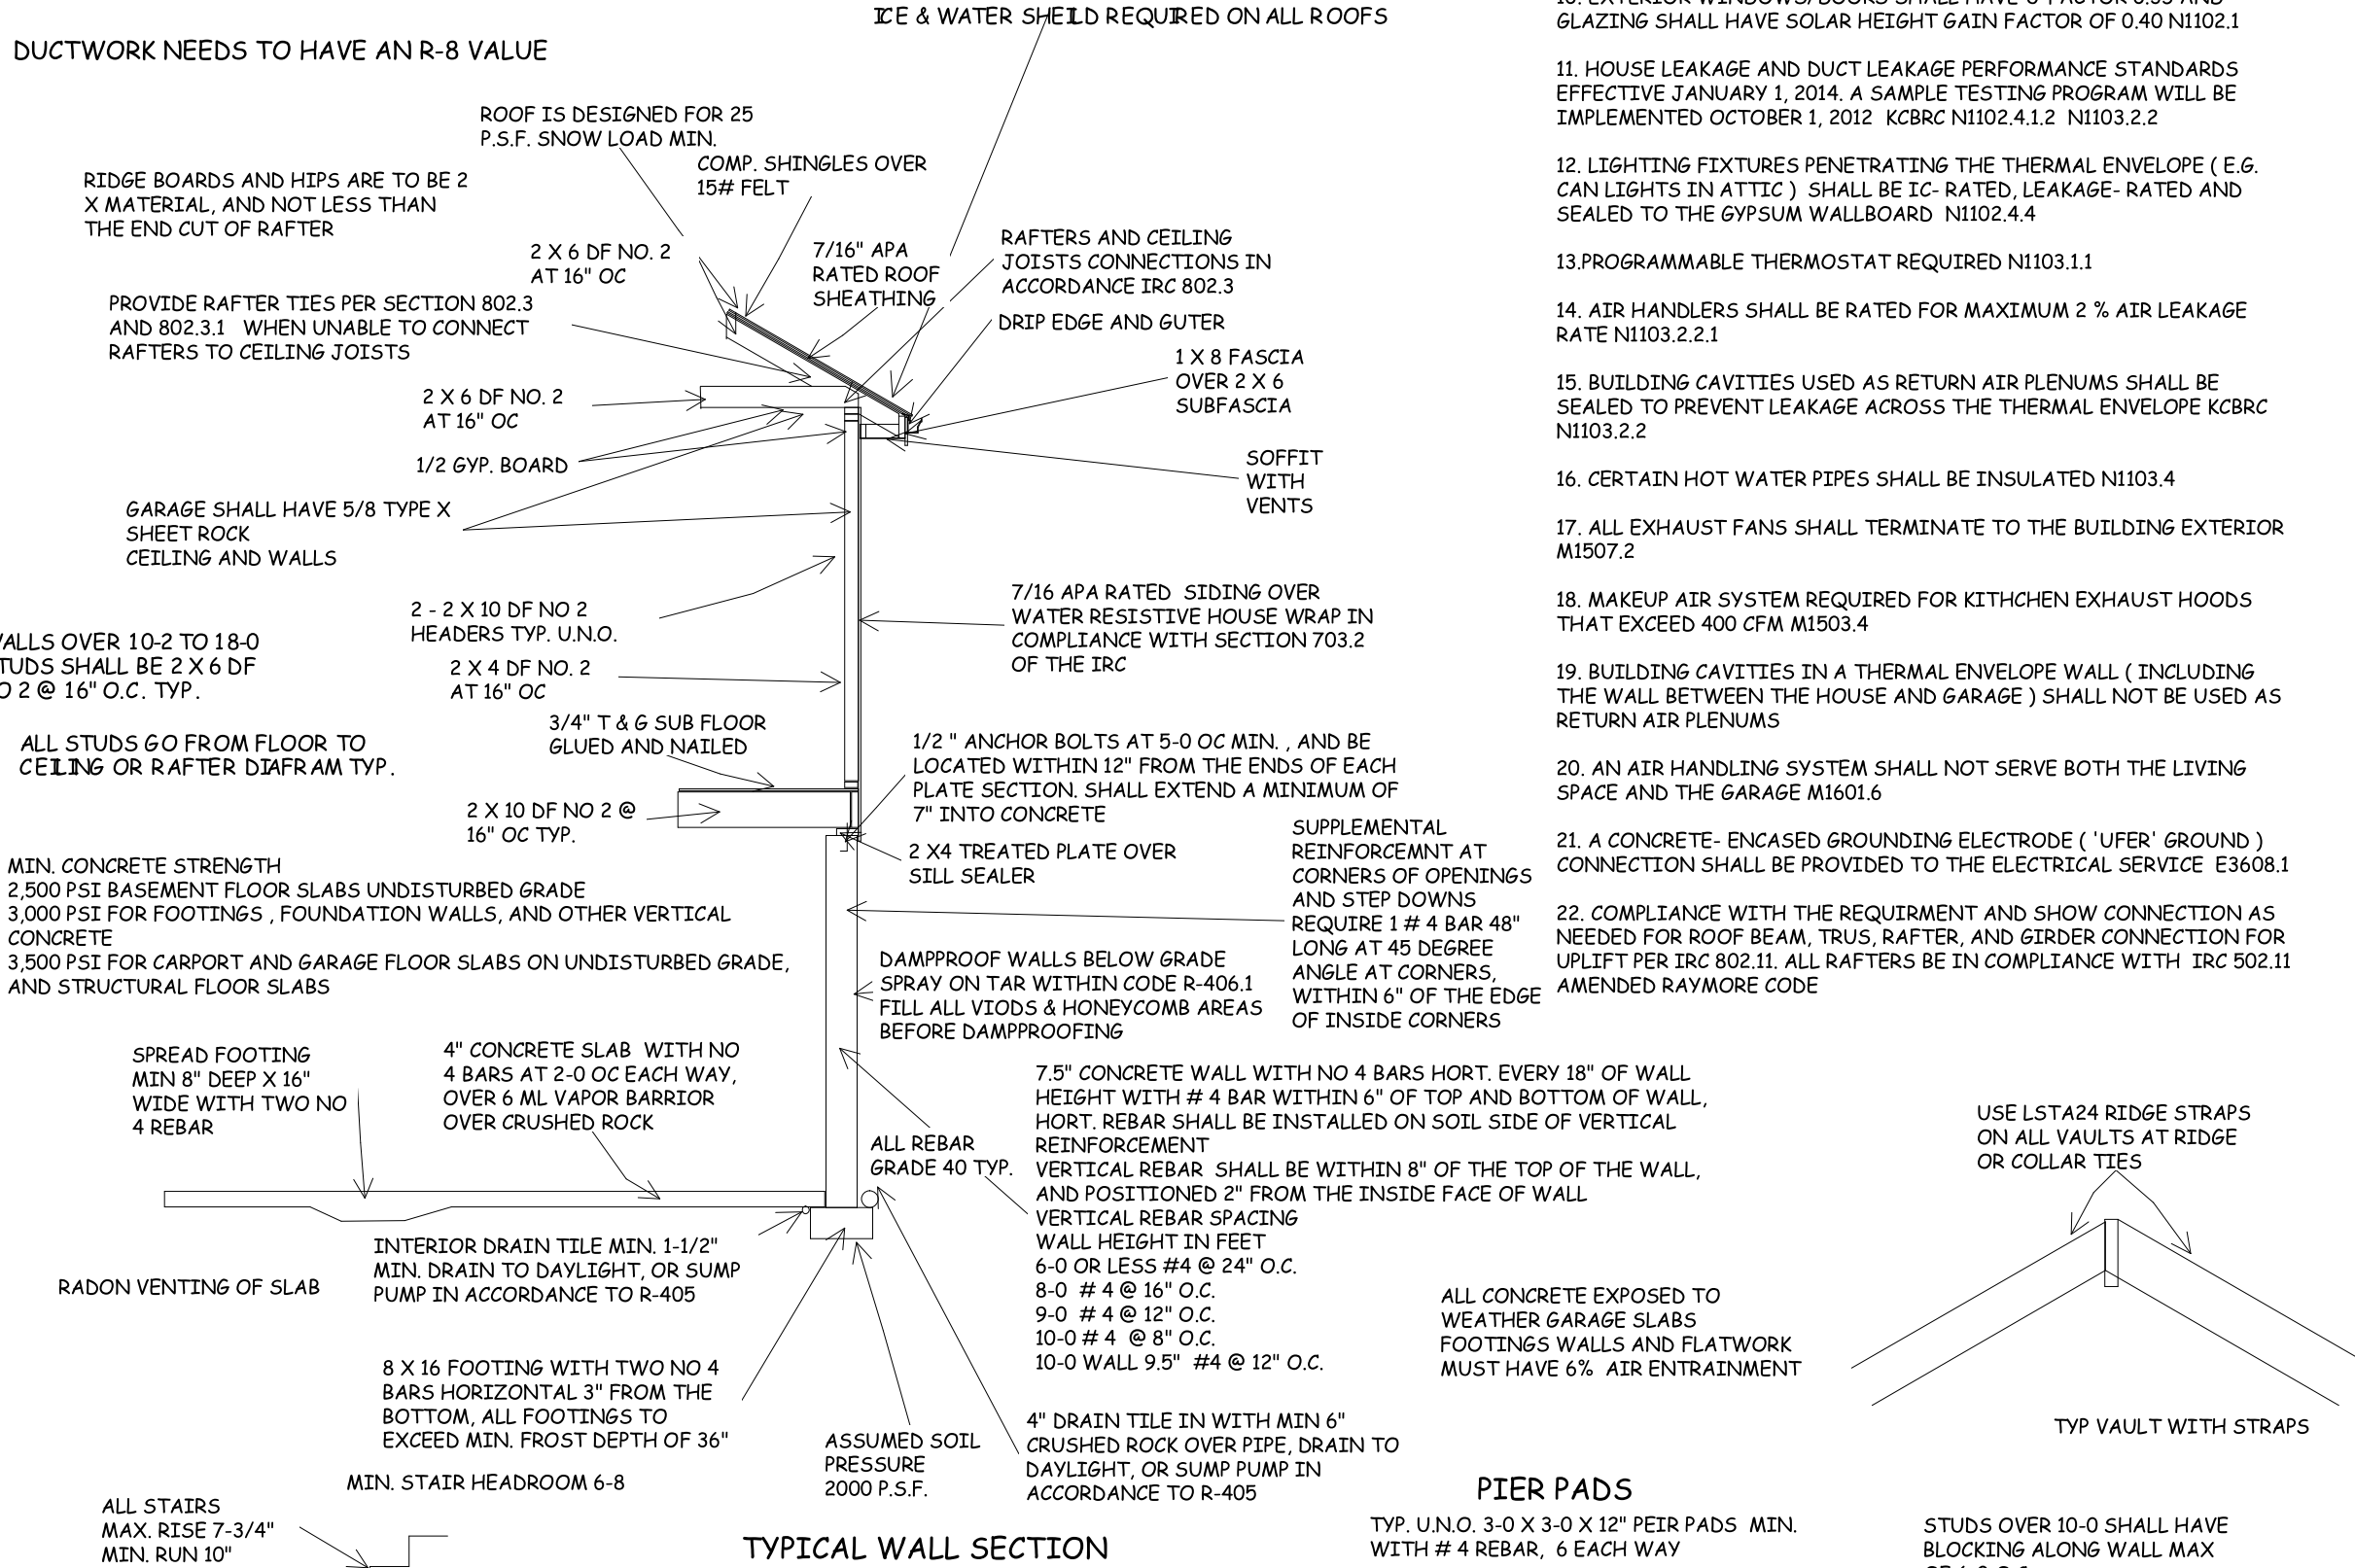 ICE & WATER SHEILD REQUIRED ON ALL ROOFS
DUCTWORK NEEDS TO HAVE AN R-8 VALUE
ROOF IS DESIGNED FOR 25
P.S.F. SNOW LOAD MIN.
COMP. SHINGLES OVER
15# FELT
RIDGE BOARDS AND HIPS ARE TO BE 2
X MATERIAL, AND NOT LESS THAN
THE END CUT OF RAFTER
2 X 6 DF NO. 2
AT 16" OC
7/16" APA
RATED ROOF
SHEATHING
RAFTERS AND CEILING
JOISTS CONNECTIONS IN
ACCORDANCE IRC 802.3
PROVIDE RAFTER TIES PER SECTION 802.3
AND 802.3.1 WHEN UNABLE TO CONNECT
RAFTERS TO CEILING JOISTS
DRIP EDGE AND GUTER
1 X 8 FASCIA
OVER 2 X 6
SUBFASCIA
2 X 6 DF NO. 2
AT 16" OC
1/2 GYP. BOARD
SOFFIT
WITH
VENTS
GARAGE SHALL HAVE 5/8 TYPE X
SHEET ROCK
CEILING AND WALLS
2 - 2 X 10 DF NO 2
HEADERS TYP. U.N.O.
7/16 APA RATED SIDING OVER
WATER RESISTIVE HOUSE WRAP IN
COMPLIANCE WITH SECTION 703.2
OF THE IRC
OVER 10-2 TO 18-0
SHALL BE 2 X 6 DF
2 @ 16" O.C. TYP.
2 X 4 DF NO. 2
AT 16" OC
3/4" T & G SUB FLOOR
GLUED AND NAILED
ALL STUDS GO FROM FLOOR TO
CEILING OR RAFTER DIAFRAM TYP.
1/2 " ANCHOR BOLTS AT 5-0 OC MIN. , AND BE
LOCATED WITHIN 12" FROM THE ENDS OF EACH
PLATE SECTION. SHALL EXTEND A MINIMUM OF
7" INTO CONCRETE
2 X 10 DF NO 2 @
16" OC TYP.
2 X4 TREATED PLATE OVER
SILL SEALER
SUPPLEMENTAL
REINFORCEMNT AT
CORNERS OF OPENINGS
AND STEP DOWNS
REQUIRE 1 # 4 BAR 48"
LONG AT 45 DEGREE
ANGLE AT CORNERS,
WITHIN 6" OF THE EDGE
OF INSIDE CORNERS
MIN. CONCRETE STRENGTH
2,500 PSI BASEMENT FLOOR SLABS UNDISTURBED GRADE
3,000 PSI FOR FOOTINGS , FOUNDATION WALLS, AND OTHER VERTICAL
CONCRETE
3,500 PSI FOR CARPORT AND GARAGE FLOOR SLABS ON UNDISTURBED GRADE,
AND STRUCTURAL FLOOR SLABS
DAMPPROOF WALLS BELOW GRADE
SPRAY ON TAR WITHIN CODE R-406.1
FILL ALL VIODS & HONEYCOMB AREAS
BEFORE DAMPPROOFING
SPREAD FOOTING
MIN 8" DEEP X 16"
WIDE WITH TWO NO
4 REBAR
4" CONCRETE SLAB WITH NO
4 BARS AT 2-0 OC EACH WAY,
OVER 6 ML VAPOR BARRIOR
OVER CRUSHED ROCK
ALL REBAR
GRADE 40 TYP.
7.5" CONCRETE WALL WITH NO 4 BARS HORT. EVERY 18" OF WALL
HEIGHT WITH # 4 BAR WITHIN 6" OF TOP AND BOTTOM OF WALL,
HORT. REBAR SHALL BE INSTALLED ON SOIL SIDE OF VERTICAL
REINFORCEMENT
VERTICAL REBAR SHALL BE WITHIN 8" OF THE TOP OF THE WALL,
AND POSITIONED 2" FROM THE INSIDE FACE OF WALL
VERTICAL REBAR SPACING
WALL HEIGHT IN FEET
6-0 OR LESS #4 @ 24" O.C.
8-0 # 4 @ 16" O.C.
9-0 # 4 @ 12" O.C.
10-0 # 4 @ 8" O.C.
10-0 WALL 9.5" #4 @ 12" O.C.
INTERIOR DRAIN TILE MIN. 1-1/2"
MIN. DRAIN TO DAYLIGHT, OR SUMP
PUMP IN ACCORDANCE TO R-405
RADON VENTING OF SLAB
8 X 16 FOOTING WITH TWO NO 4
BARS HORIZONTAL 3" FROM THE
BOTTOM, ALL FOOTINGS TO
EXCEED MIN. FROST DEPTH OF 36"
ASSUMED SOIL
PRESSURE
2000 P.S.F.
4" DRAIN TILE IN WITH MIN 6"
CRUSHED ROCK OVER PIPE, DRAIN TO
DAYLIGHT, OR SUMP PUMP IN
ACCORDANCE TO R-405
MIN. STAIR HEADROOM 6-8
ALL STAIRS
MAX. RISE 7-3/4"
MIN. RUN 10"
TYPICAL WALL SECTION
GLAZING SHALL HAVE SOLAR HEIGHT GAIN FACTOR OF 0.40 N1102.1
11. HOUSE LEAKAGE AND DUCT LEAKAGE PERFORMANCE STANDARDS
EFFECTIVE JANUARY 1, 2014. A SAMPLE TESTING PROGRAM WILL BE
IMPLEMENTED OCTOBER 1, 2012 KCBRC N1102.4.1.2 N1103.2.2
12. LIGHTING FIXTURES PENETRATING THE THERMAL ENVELOPE ( E.G.
CAN LIGHTS IN ATTIC ) SHALL BE IC- RATED, LEAKAGE- RATED AND
SEALED TO THE GYPSUM WALLBOARD N1102.4.4
13.PROGRAMMABLE THERMOSTAT REQUIRED N1103.1.1
14. AIR HANDLERS SHALL BE RATED FOR MAXIMUM 2 % AIR LEAKAGE
RATE N1103.2.2.1
15. BUILDING CAVITIES USED AS RETURN AIR PLENUMS SHALL BE
SEALED TO PREVENT LEAKAGE ACROSS THE THERMAL ENVELOPE KCBRC
N1103.2.2
16. CERTAIN HOT WATER PIPES SHALL BE INSULATED N1103.4
17. ALL EXHAUST FANS SHALL TERMINATE TO THE BUILDING EXTERIOR
M1507.2
18. MAKEUP AIR SYSTEM REQUIRED FOR KITHCHEN EXHAUST HOODS
THAT EXCEED 400 CFM M1503.4
19. BUILDING CAVITIES IN A THERMAL ENVELOPE WALL ( INCLUDING
THE WALL BETWEEN THE HOUSE AND GARAGE ) SHALL NOT BE USED AS
RETURN AIR PLENUMS
20. AN AIR HANDLING SYSTEM SHALL NOT SERVE BOTH THE LIVING
SPACE AND THE GARAGE M1601.6
21. A CONCRETE- ENCASED GROUNDING ELECTRODE ( 'UFER' GROUND )
CONNECTION SHALL BE PROVIDED TO THE ELECTRICAL SERVICE E3608.1
22. COMPLIANCE WITH THE REQUIRMENT AND SHOW CONNECTION AS
NEEDED FOR ROOF BEAM, TRUS, RAFTER, AND GIRDER CONNECTION FOR
UPLIFT PER IRC 802.11. ALL RAFTERS BE IN COMPLIANCE WITH IRC 502.11
AMENDED RAYMORE CODE
USE LSTA24 RIDGE STRAPS
ON ALL VAULTS AT RIDGE
OR COLLAR TIES
ALL CONCRETE EXPOSED TO
WEATHER GARAGE SLABS
FOOTINGS WALLS AND FLATWORK
MUST HAVE 6% AIR ENTRAINMENT
TYP VAULT WITH STRAPS
PIER PADS
TYP. U.N.O. 3-0 X 3-0 X 12" PEIR PADS MIN.
WITH # 4 REBAR, 6 EACH WAY
STUDS OVER 10-0 SHALL HAVE
BLOCKING ALONG WALL MAX